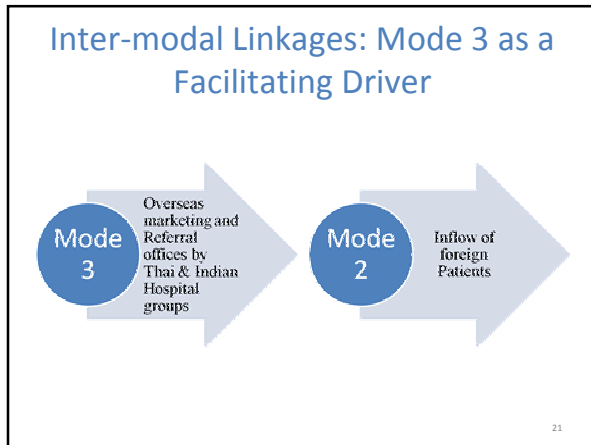 Inter-modal Linkages: Mode 3 as a
Facilitating Driver
Mode
3
Overseas
marketing and
Referral
offices by
Thai & Indian
Hospital
groups
Mode
2
Inflow of
foreign
Patients
21